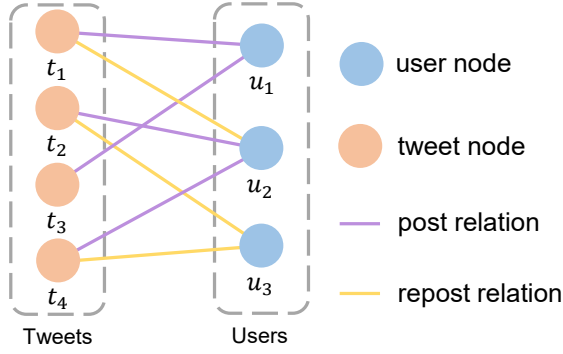 t₁
t₂
t₃
t₄
Tweets
u₁
u₂
u₃
Users
user node
tweet node
post relation
repost relation